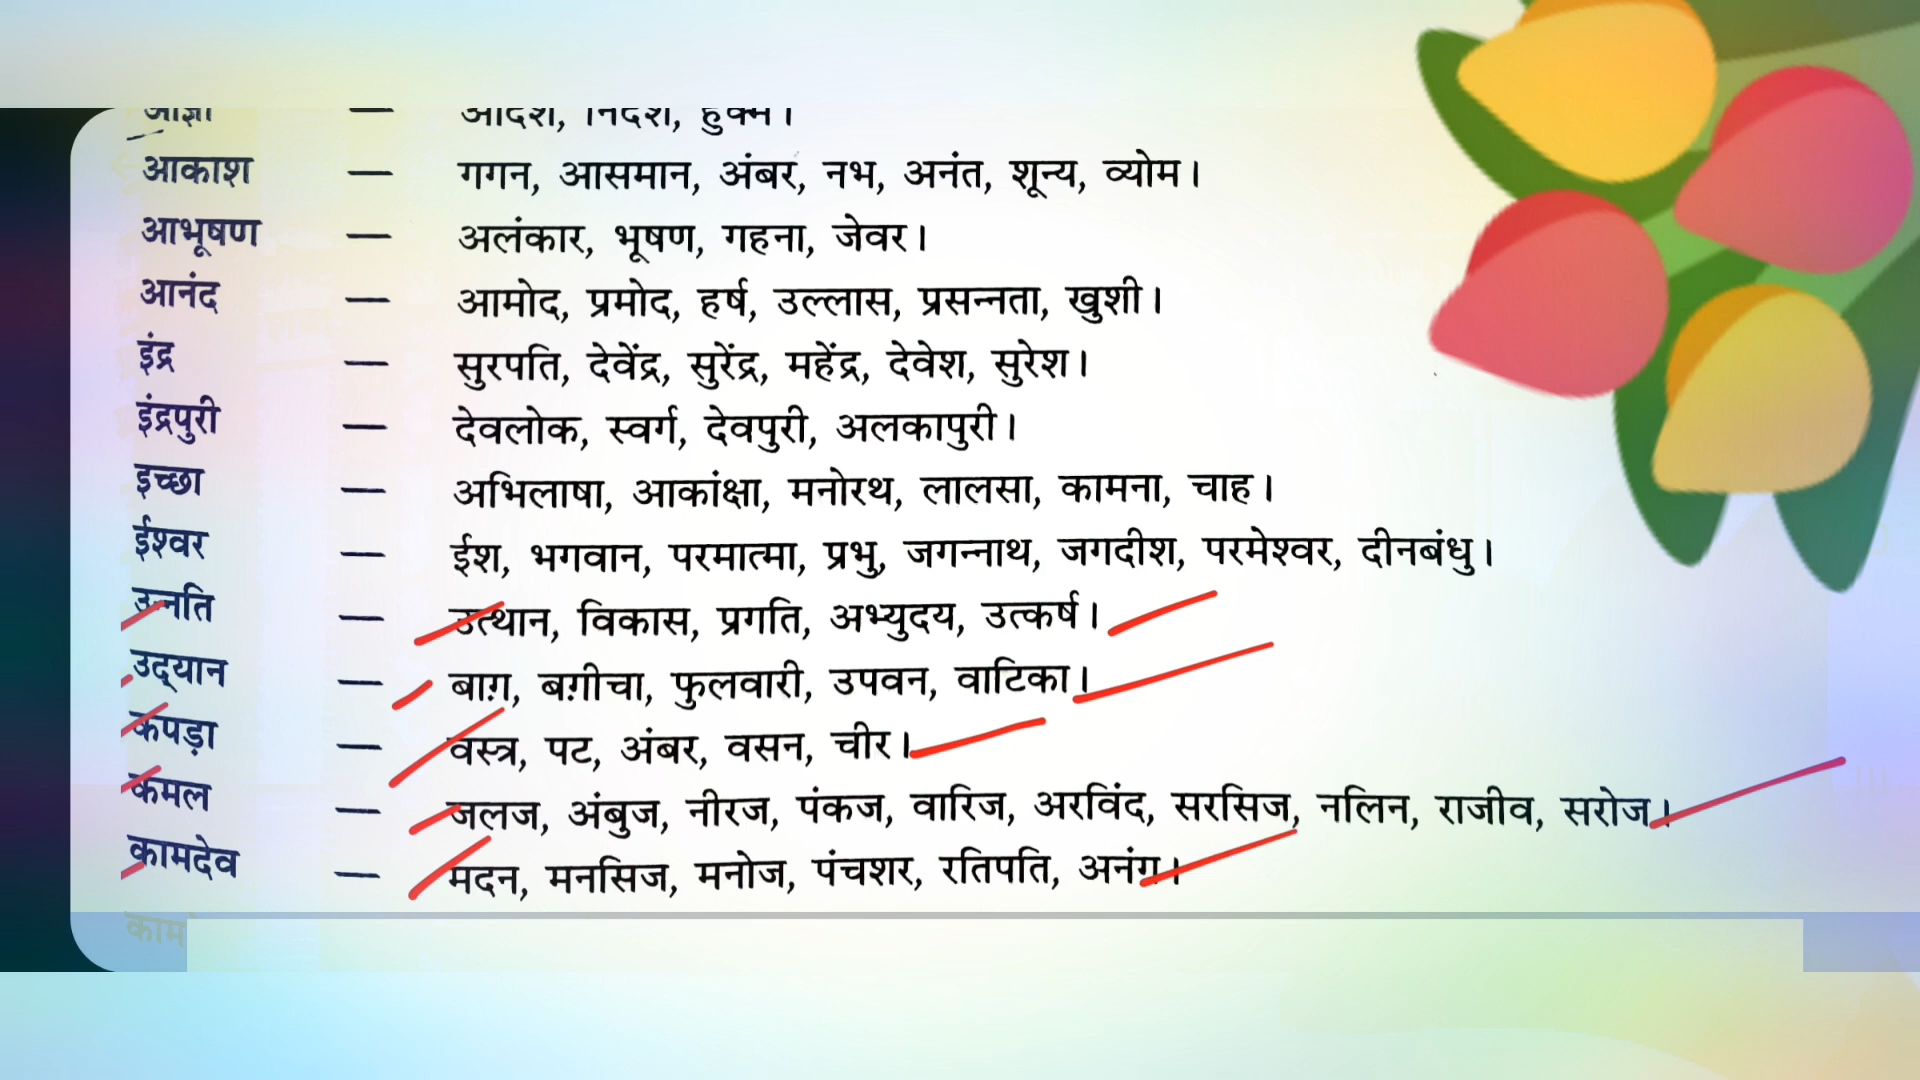 आज्ञा — आदेश, निर्देश, हुक्म।
आकाश — गगन, आसमान, अंबर, नभ, अनंत, शून्य, व्योम।
आभूषण — अलंकार, भूषण, गहना, जेवर।
आनंद — आमोद, प्रमोद, हर्ष, उल्लास, प्रसन्नता, खुशी।
इंद्र — सुरपति, देवेंद्र, सुरेंद्र, महेंद्र, देवेश, सुरेश।
इंद्रपुरी — देवलोक, स्वर्ग, देवपुरी, अलकापुरी।
इच्छा — अभिलाषा, आकांक्षा, मनोरथ, लालसा, कामना, चाह।
ईश्वर — ईश, भगवान, परमात्मा, प्रभु, जगन्नाथ, जगदीश, परमेश्वर, दीनबंधु।
उन्नति — उत्थान, विकास, प्रगति, अभ्युदय, उत्कर्ष।
उद्‌यान — बाग़, बग़ीचा, फुलवारी, उपवन, वाटिका।
कपड़ा — वस्त्र, पट, अंबर, वसन, चीर।
कमल — जलज, अंबुज, नीरज, पंकज, वारिज, अरविंद, सरसिज, नलिन, राजीव, सरोज।
कामदेव — मदन, मनसिज, मनोज, पंचशर, रतिपति, अनंग।